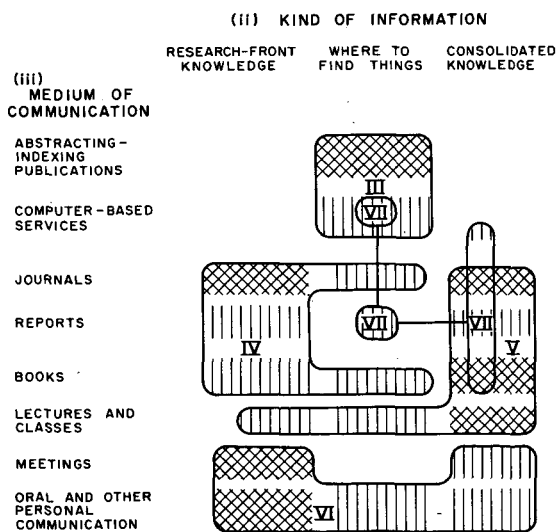 (ii) KIND OF INFORMATION
RESEARCH-FRONT KNOWLEDGE
WHERE TO FIND THINGS
CONSOLIDATED KNOWLEDGE
(iii)
MEDIUM OF
COMMUNICATION
ABSTRACTING-
INDEXING
PUBLICATIONS
III
COMPUTER-BASED
SERVICES
VII
JOURNALS
REPORTS
VII
VII
IV
V
BOOKS
LECTURES AND
CLASSES
MEETINGS
ORAL AND OTHER
PERSONAL
COMMUNICATION
VI